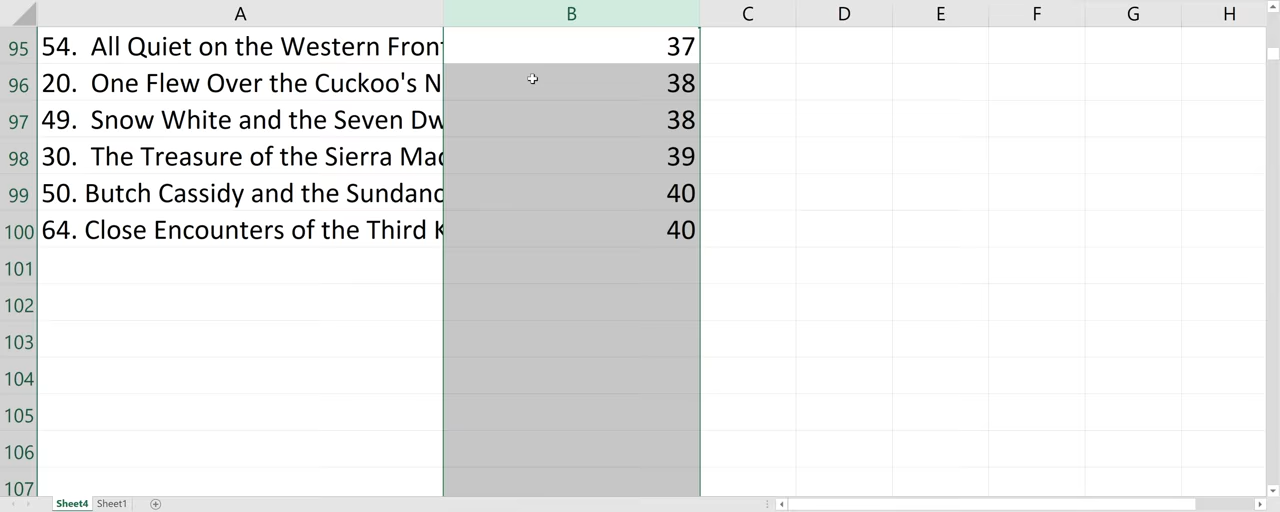 A B C D E F G H
95 54.  All Quiet on the Western Front 37
96 20.  One Flew Over the Cuckoo's N 38
97 49.  Snow White and the Seven Dw 38
98 30.  The Treasure of the Sierra Mad 39
99 50. Butch Cassidy and the Sundanc 40
100 64. Close Encounters of the Third K 40
101
102
103
104
105
106
107
Sheet4 Sheet1